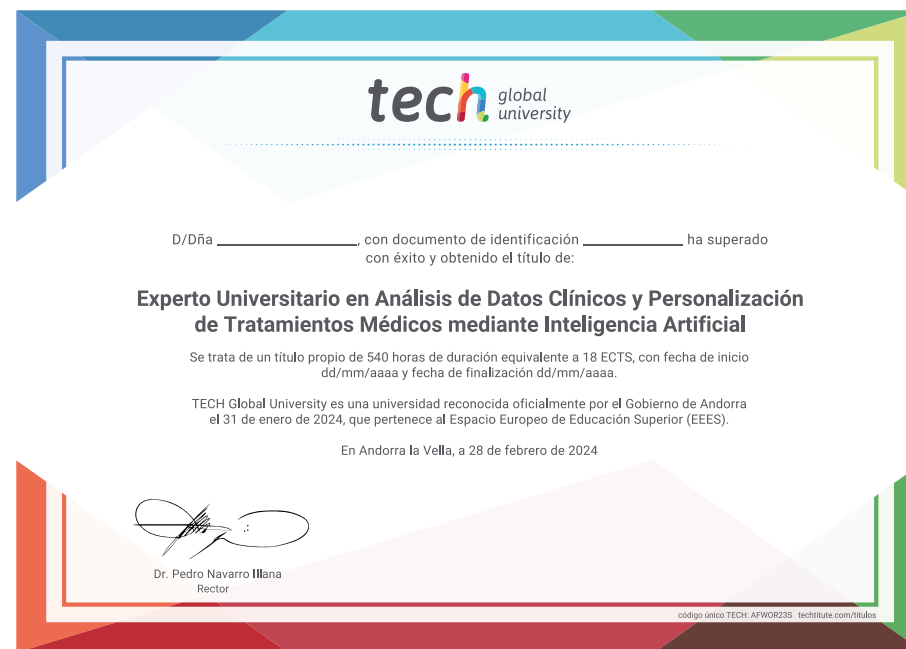 tech global
university
D/Dña ____________________, con documento de identificación ______________ ha superado
con éxito y obtenido el título de:
Experto Universitario en Análisis de Datos Clínicos y Personalización
de Tratamientos Médicos mediante Inteligencia Artificial
Se trata de un título propio de 540 horas de duración equivalente a 18 ECTS, con fecha de inicio
dd/mm/aaaa y fecha de finalización dd/mm/aaaa.
TECH Global University es una universidad reconocida oficialmente por el Gobierno de Andorra
el 31 de enero de 2024, que pertenece al Espacio Europeo de Educación Superior (EEES).
En Andorra la Vella, a 28 de febrero de 2024
Dr. Pedro Navarro Illana
Rector
código único TECH: AFWOR23S techtitute.com/titulos